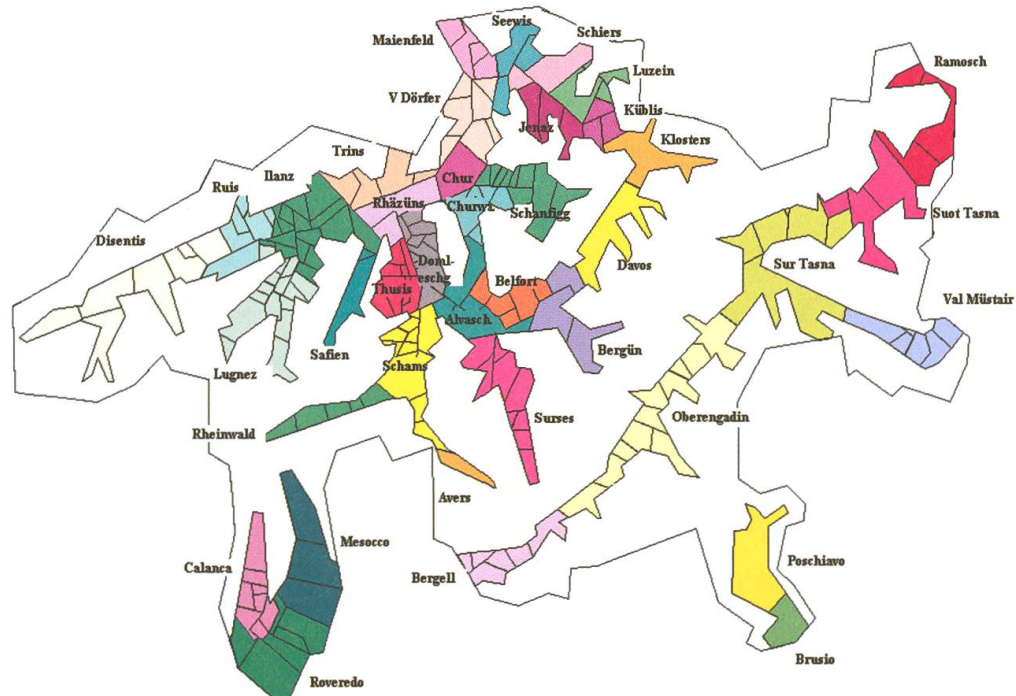 Seewis
Maienfeld
Schiers
Ramosch
Luzein
V Dörfer
Küblis
Jenaz
Klosters
Trins
Chur
Ruis
Ilanz
Rhäzüns
Churwa.
Schanfigg
Suot Tasna
Disentis
Doml-
eschg
Davos
Sur Tasna
Belfort
Thusis
Val Müstair
Alvasch.
Safien
Bergün
Lugnez
Schams
Oberengadin
Surses
Rheinwald
Avers
Mesocco
Calanca
Bergell
Poschiavo
Brusio
Roveredo